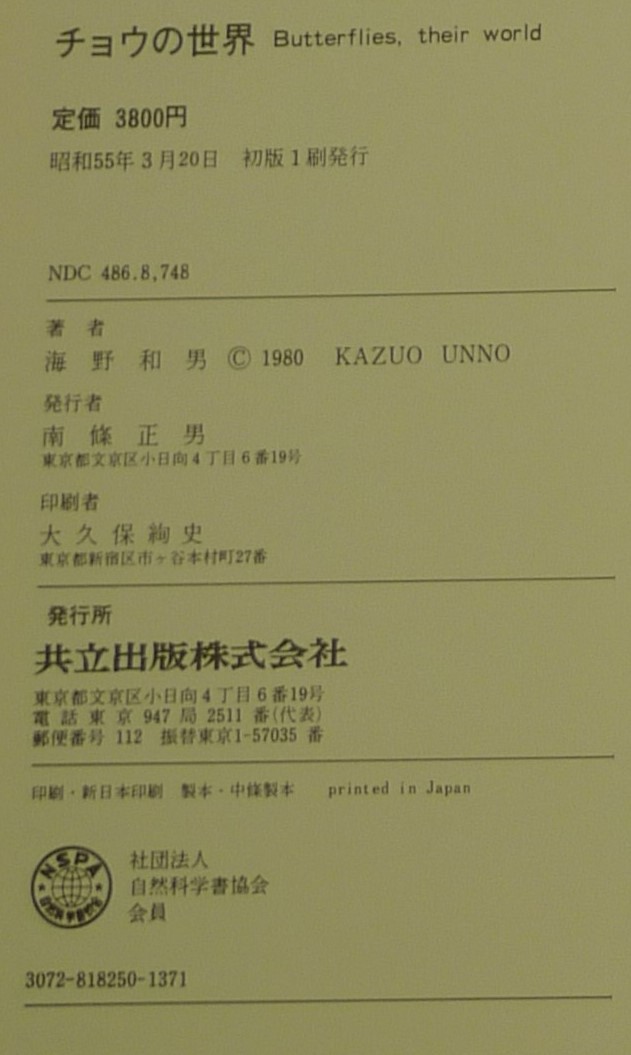 チョウの世界 Butterflies, their world
定価 3800円
昭和55年3月20日 初版1刷発行
NDC 486.8,748
著 者
海 野 和 男 © 1980 KAZUO UNNO
発行者
南 條 正 男
東京都文京区小日向4丁目6番19号
印刷者
大 久 保 絢 史
東京都新宿区市ヶ谷本村町27番
発行所
共立出版株式会社
東京都文京区小日向4丁目6番19号
電 話 東 京 947 局 2511 番(代表)
郵便番号 112 振替東京1-57035 番
印刷・新日本印刷 製本・中條製本 printed in Japan
NSPA
社団法人
自然科学書協会
会員
3072-818250-1371